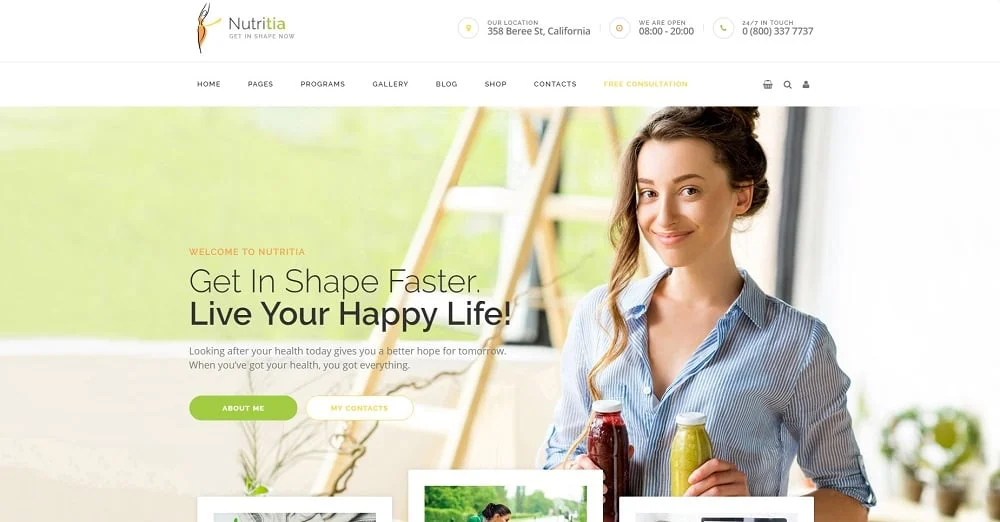 Nutritia
GET IN SHAPE NOW
OUR LOCATION
358 Beree St, California
WE ARE OPEN
08:00 - 20:00
24/7 IN TOUCH
0 (800) 337 7737
HOME
PAGES
PROGRAMS
GALLERY
BLOG
SHOP
CONTACTS
FREE CONSULTATION
WELCOME TO NUTRITIA
Get In Shape Faster.
Live Your Happy Life!
Looking after your health today gives you a better hope for tomorrow.
When you've got your health, you got everything.
ABOUT ME
MY CONTACTS